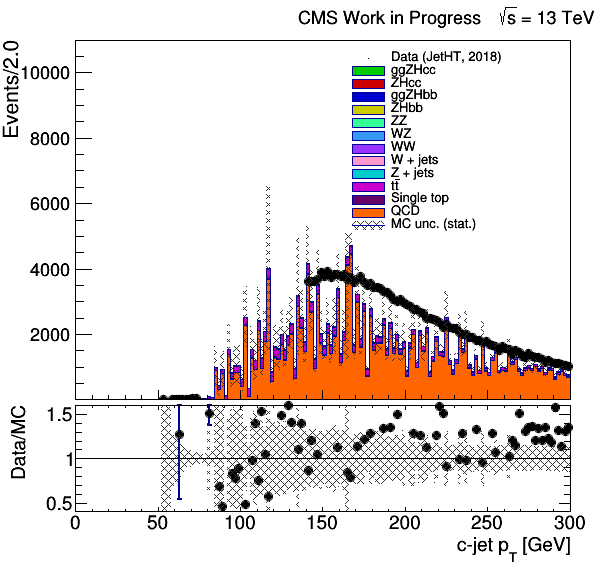 CMS Work in Progress √s = 13 TeV
Events/2.0
10000
8000
6000
4000
2000
Data (JetHT, 2018)
ggZHcc
ZHcc
ggZHbb
ZHbb
ZZ
WZ
WW
W + jets
Z + jets
tt̄
Single top
QCD
MC unc. (stat.)
Data/MC
1.5
1
0.5
0 50 100 150 200 250 300
c-jet p_T [GeV]